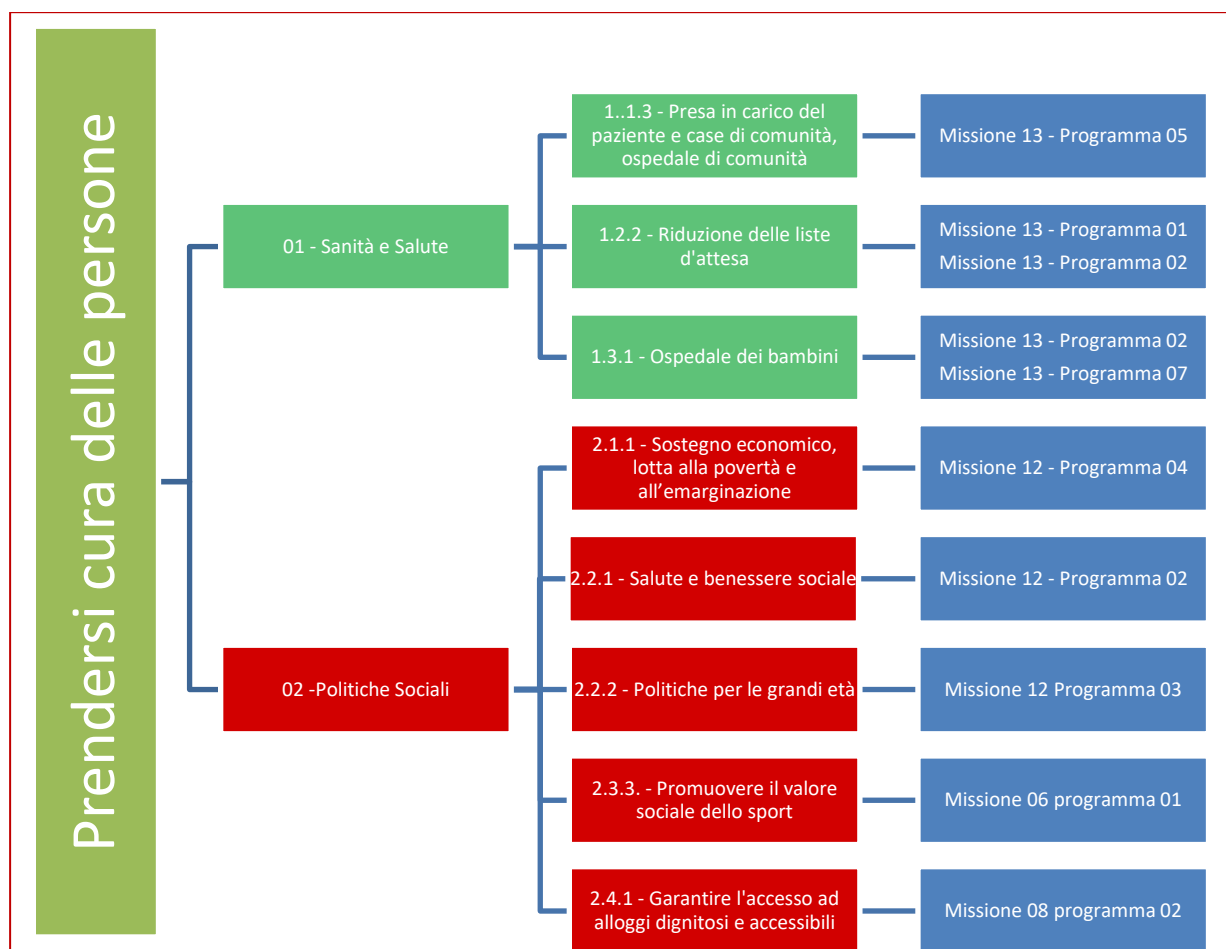 Prendersi cura delle persone
01 - Sanità e Salute
1..1.3 - Presa in carico del
paziente e case di comunità,
ospedale di comunità
Missione 13 - Programma 05
1.2.2 - Riduzione delle liste
d'attesa
Missione 13 - Programma 01
Missione 13 - Programma 02
1.3.1 - Ospedale dei bambini
Missione 13 - Programma 02
Missione 13 - Programma 07
02 -Politiche Sociali
2.1.1 - Sostegno economico,
lotta alla povertà e
all’emarginazione
Missione 12 - Programma 04
2.2.1 - Salute e benessere sociale
Missione 12 - Programma 02
2.2.2 - Politiche per le grandi età
Missione 12 Programma 03
2.3.3. - Promuovere il valore
sociale dello sport
Missione 06 programma 01
2.4.1 - Garantire l'accesso ad
alloggi dignitosi e accessibili
Missione 08 programma 02